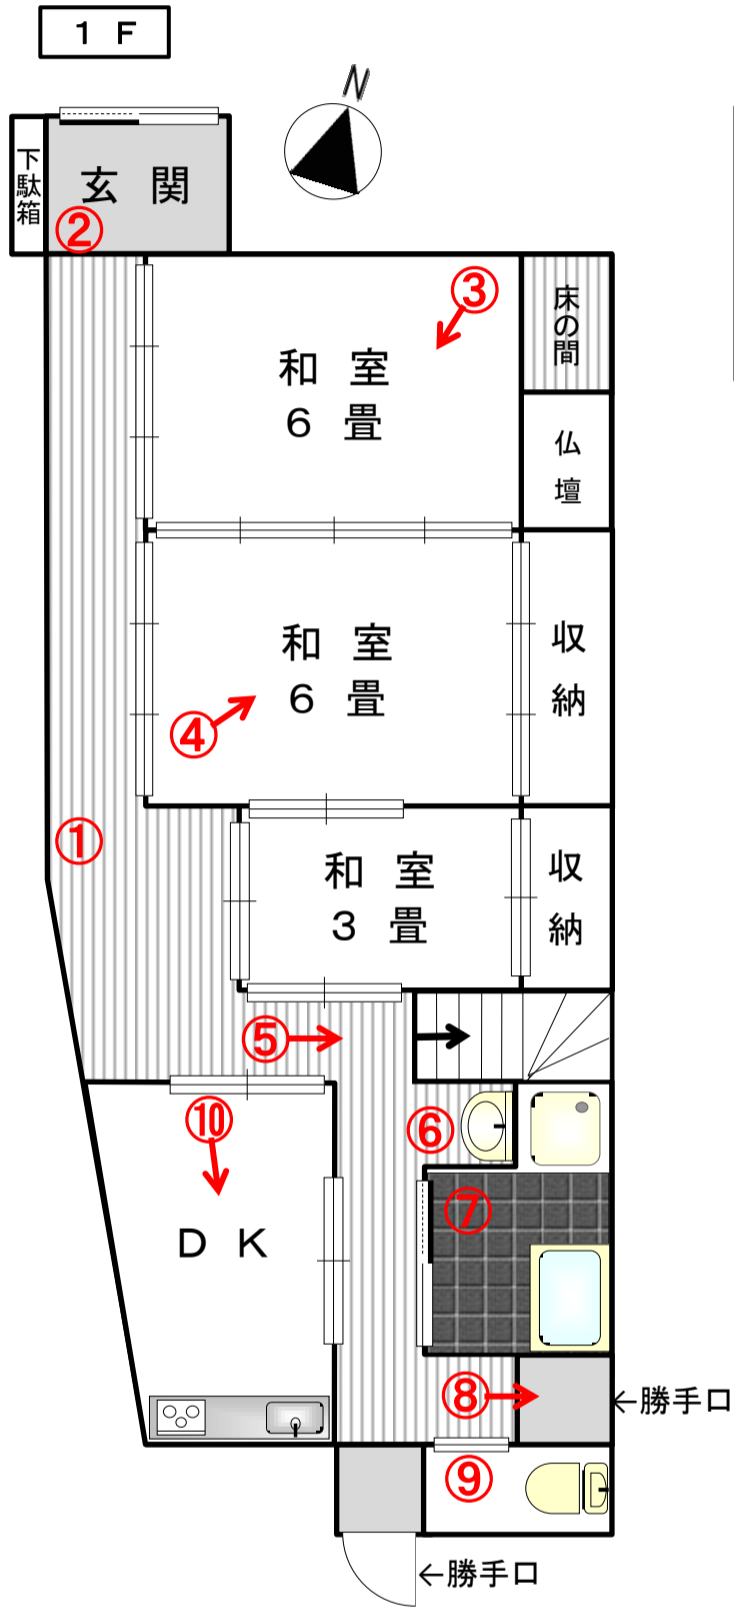 １Ｆ
N
下駄箱
玄関
②
③
床の間
和室
６畳
仏壇
和室
６畳
収納
④
①
和室
３畳
収納
⑤
⑩
⑥
⑦
ＤＫ
⑧
←勝手口
⑨
←勝手口